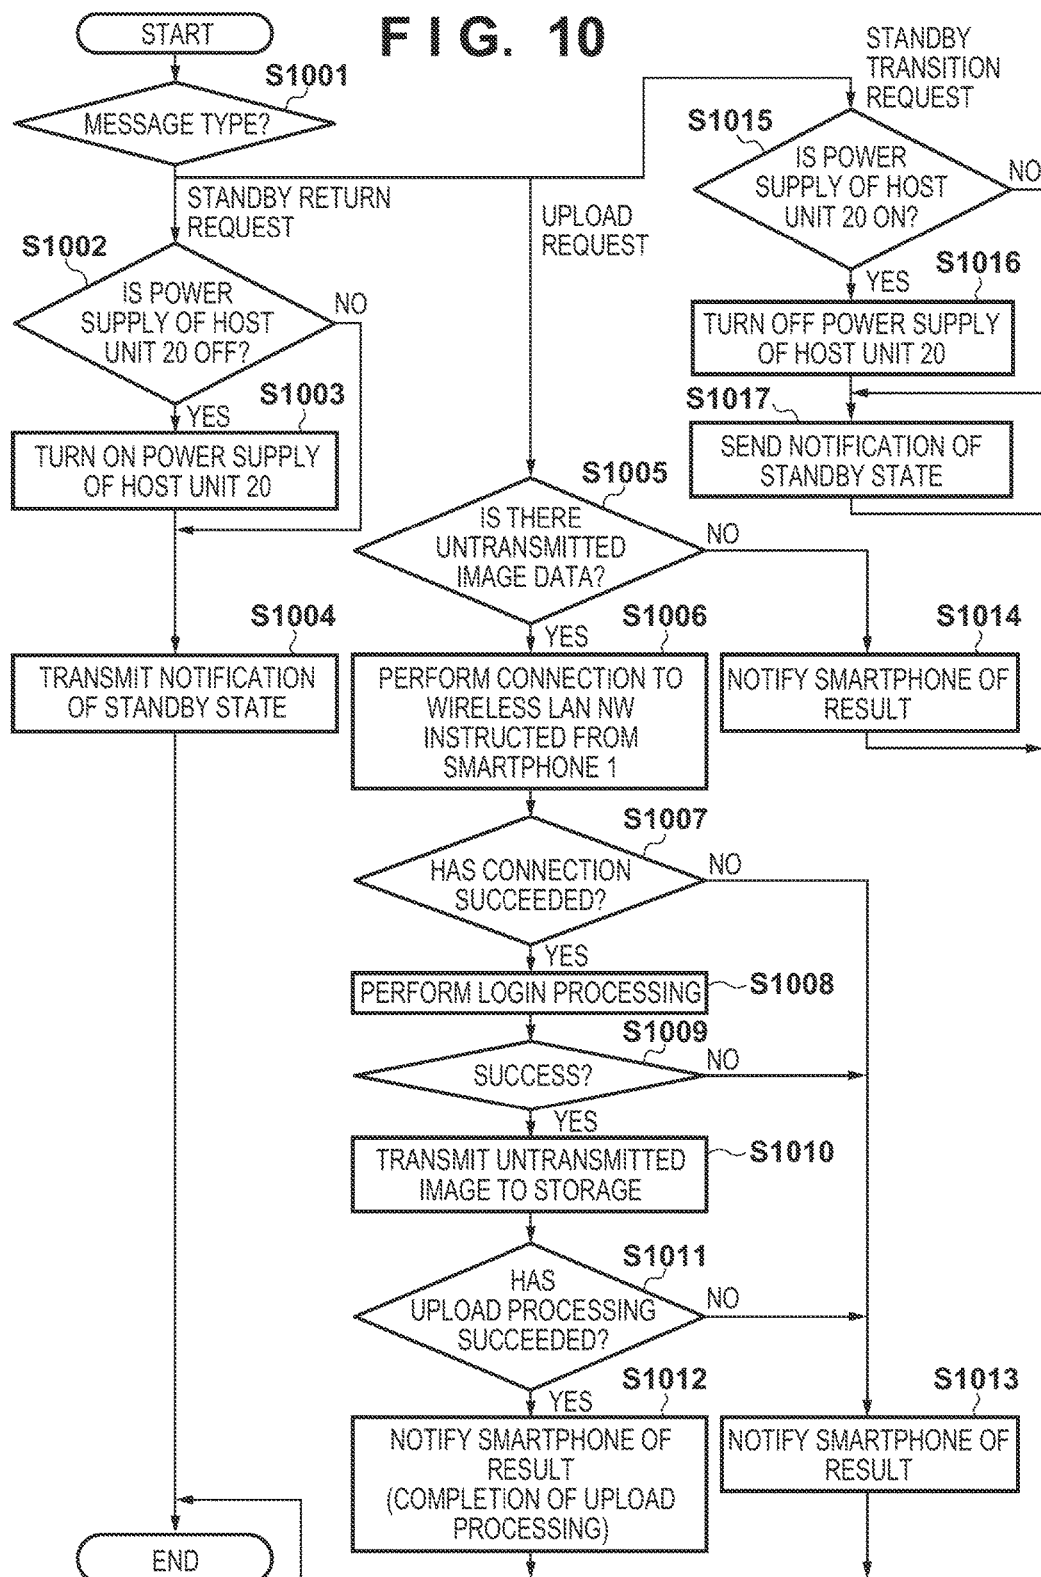 FIG. 10
START
S1001
MESSAGE TYPE?
STANDBY RETURN
REQUEST
UPLOAD
REQUEST
STANDBY
TRANSITION
REQUEST
S1002
IS POWER
SUPPLY OF HOST
UNIT 20 OFF?
NO
YES
S1003
TURN ON POWER SUPPLY
OF HOST UNIT 20
S1004
TRANSMIT NOTIFICATION
OF STANDBY STATE
S1015
IS POWER
SUPPLY OF HOST
UNIT 20 ON?
NO
YES
S1016
TURN OFF POWER SUPPLY
OF HOST UNIT 20
S1017
SEND NOTIFICATION OF
STANDBY STATE
S1005
IS THERE
UNTRANSMITTED
IMAGE DATA?
NO
YES
S1006
PERFORM CONNECTION TO
WIRELESS LAN NW
INSTRUCTED FROM
SMARTPHONE 1
S1014
NOTIFY SMARTPHONE OF
RESULT
S1007
HAS CONNECTION
SUCCEEDED?
NO
YES
PERFORM LOGIN PROCESSING
S1008
S1009
SUCCESS?
NO
YES
TRANSMIT UNTRANSMITTED
IMAGE TO STORAGE
S1010
S1011
HAS
UPLOAD PROCESSING
SUCCEEDED?
NO
YES
S1012
NOTIFY SMARTPHONE OF
RESULT
(COMPLETION OF UPLOAD
PROCESSING)
S1013
NOTIFY SMARTPHONE OF
RESULT
END